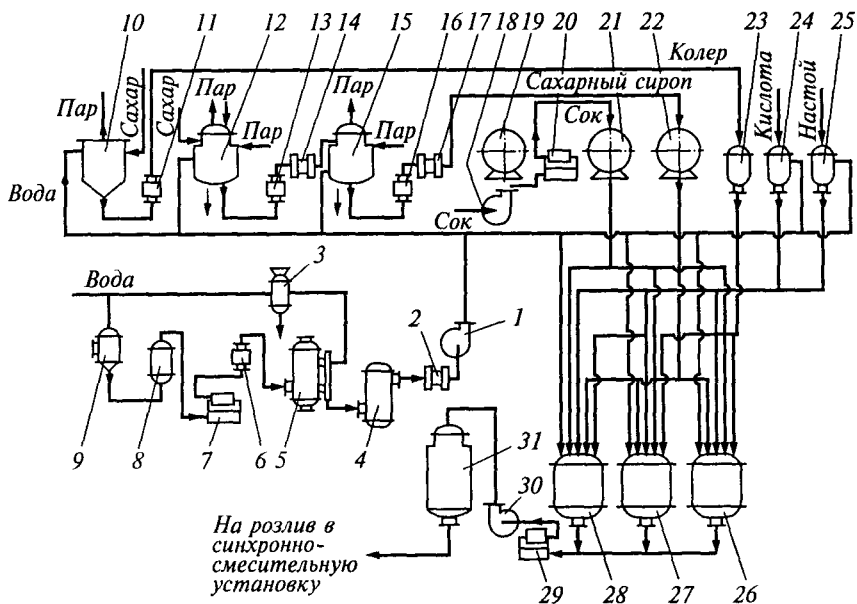 10 11 12 13 14 15 16 17 18 19 20 21 22 23 24 25
Колер
Сахарный сироп
Пар
Сахар
Сахар
Пар
Пар
Пар
Пар
Сок
Кислота
Настой
Вода
Сок
Вода
3
2
1
9 8 7 6 5 4
31
30
На розлив в
синхронно-
смесительную
установку
29 28 27 26